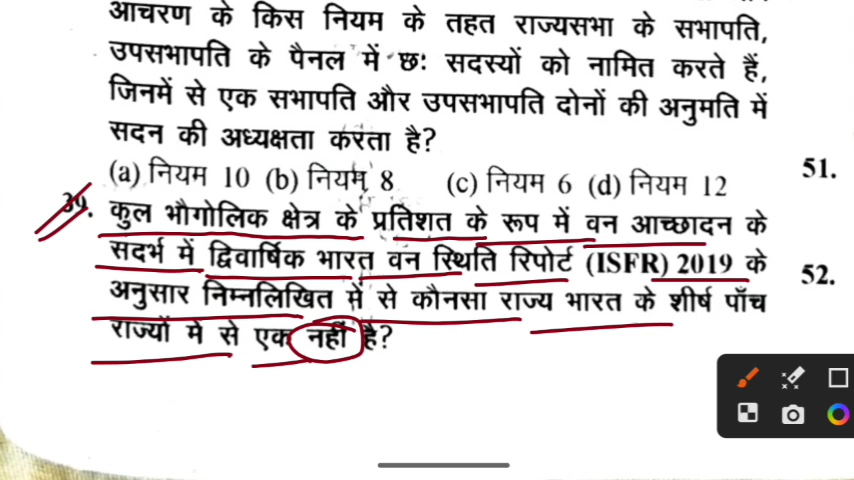 आचरण के किस नियम के तहत राज्यसभा के सभापति,
उपसभापति के पैनल में छः सदस्यों को नामित करते हैं,
जिनमें से एक सभापति और उपसभापति दोनों की अनुमति में
सदन की अध्यक्षता करता है?
(a) नियम 10 (b) नियम 8 (c) नियम 6 (d) नियम 12
39. कुल भौगोलिक क्षेत्र के प्रतिशत के रूप में वन आच्छादन के
सदर्भ में द्विवार्षिक भारत वन स्थिति रिपोर्ट (ISFR) 2019 के
अनुसार निम्नलिखित में से कौनसा राज्य भारत के शीर्ष पाँच
राज्यों में से एक नहीं है?
51.
52.